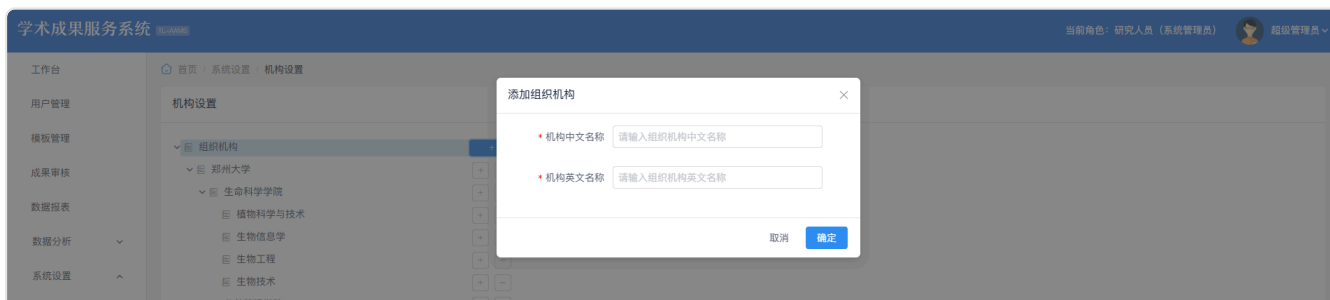 学术成果服务系统
当前角色：研究人员（系统管理员）
超级管理员
工作台
首页 / 系统设置 / 机构设置
添加组织机构
用户管理
机构设置
* 机构中文名称 请输入组织机构中文名称
模板管理
组织机构
郑州大学
成果审核
* 机构英文名称 请输入组织机构英文名称
生命科学学院
数据报表
植物科学与技术
数据分析
生物信息学
取消 确定
生物工程
系统设置
生物技术